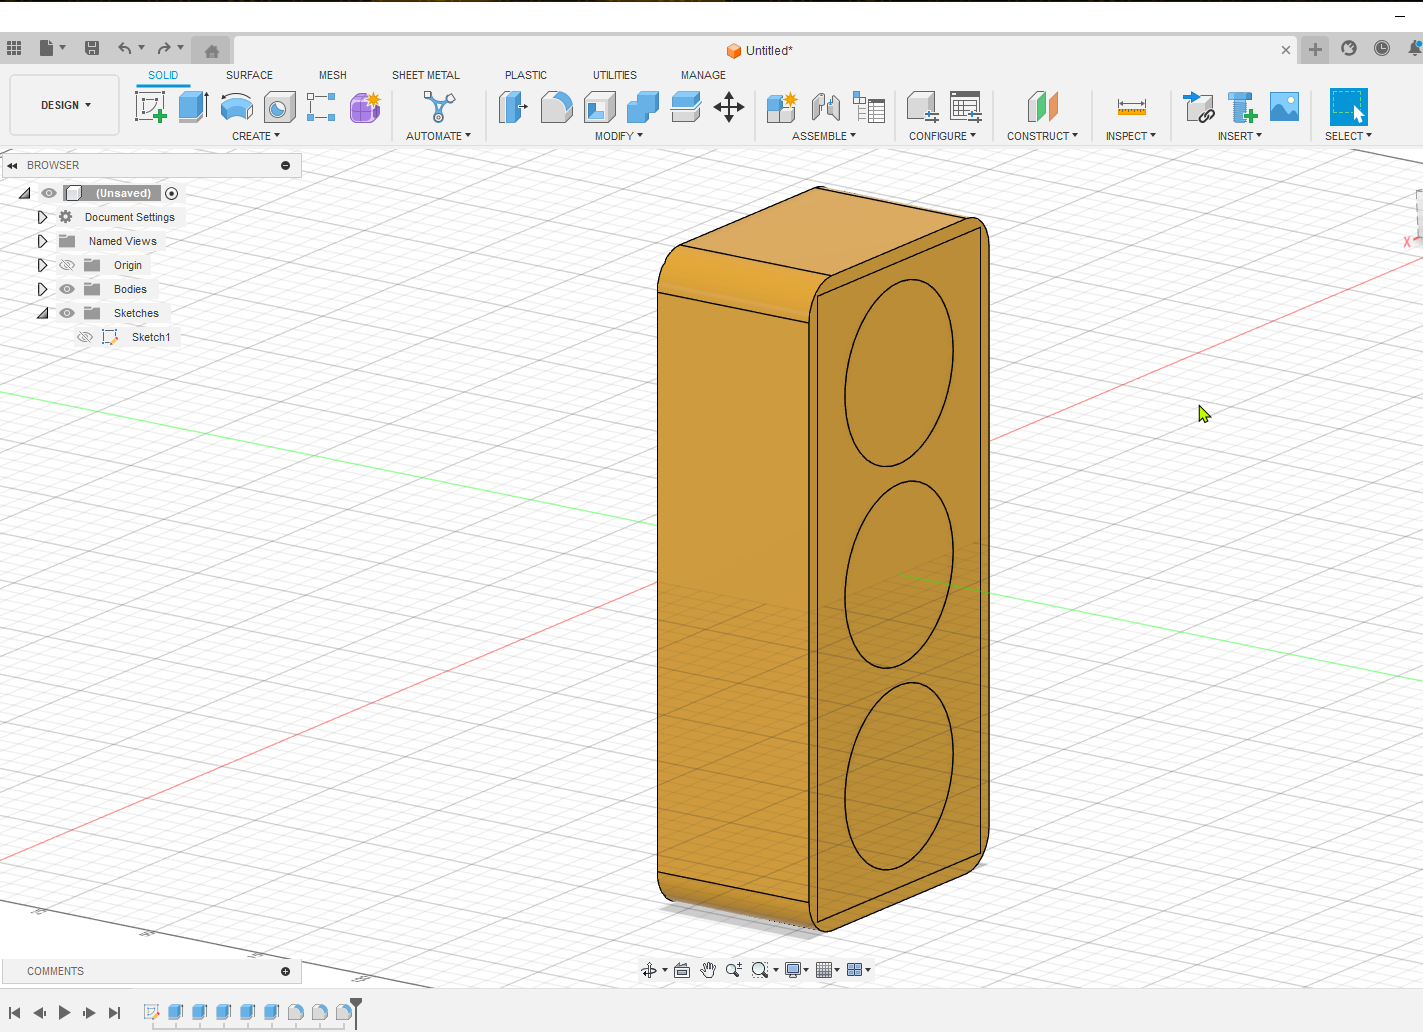 Untitled*
DESIGN
SOLID
SURFACE
MESH
SHEET METAL
PLASTIC
UTILITIES
MANAGE
CREATE
AUTOMATE
MODIFY
ASSEMBLE
CONFIGURE
CONSTRUCT
INSPECT
INSERT
SELECT
BROWSER
(Unsaved)
Document Settings
Named Views
Origin
Bodies
Sketches
Sketch1
X
COMMENTS